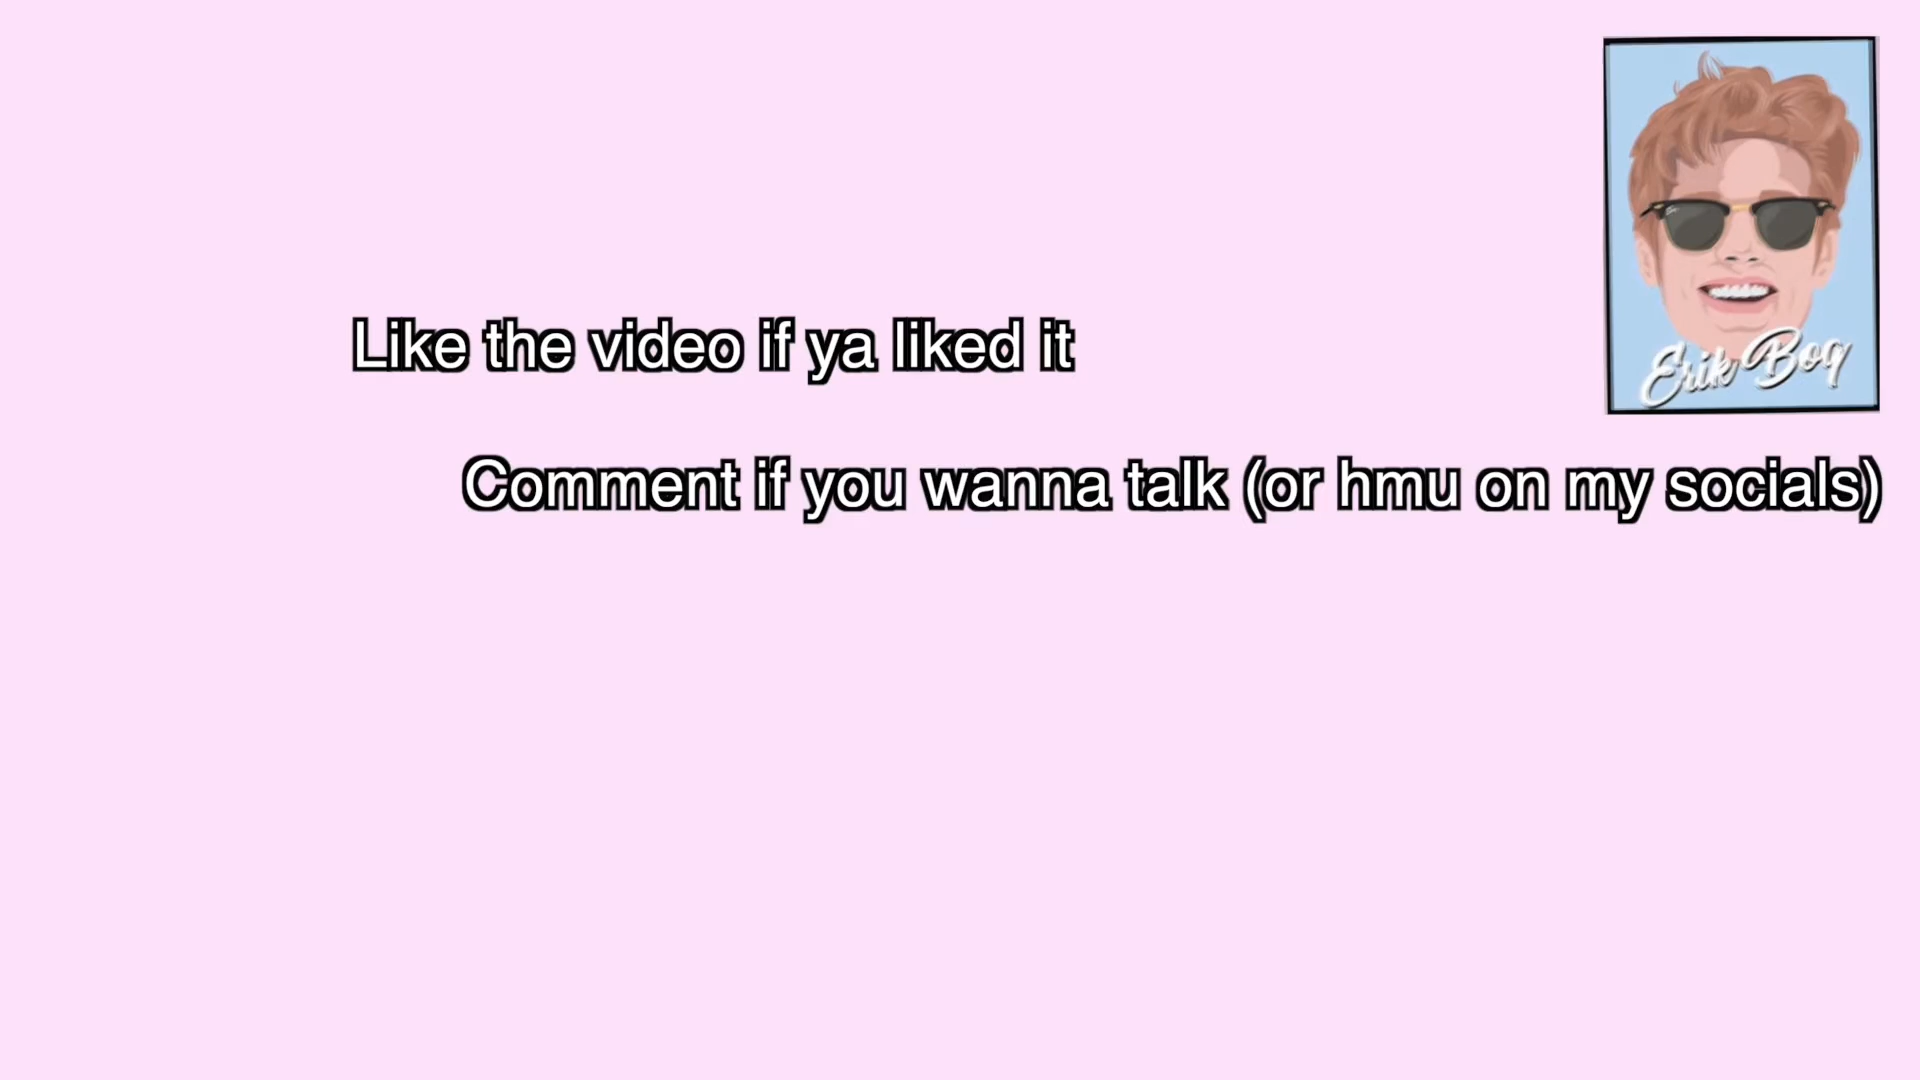 Like the video if ya liked it
Comment if you wanna talk (or hmu on my socials)
Erik Boq